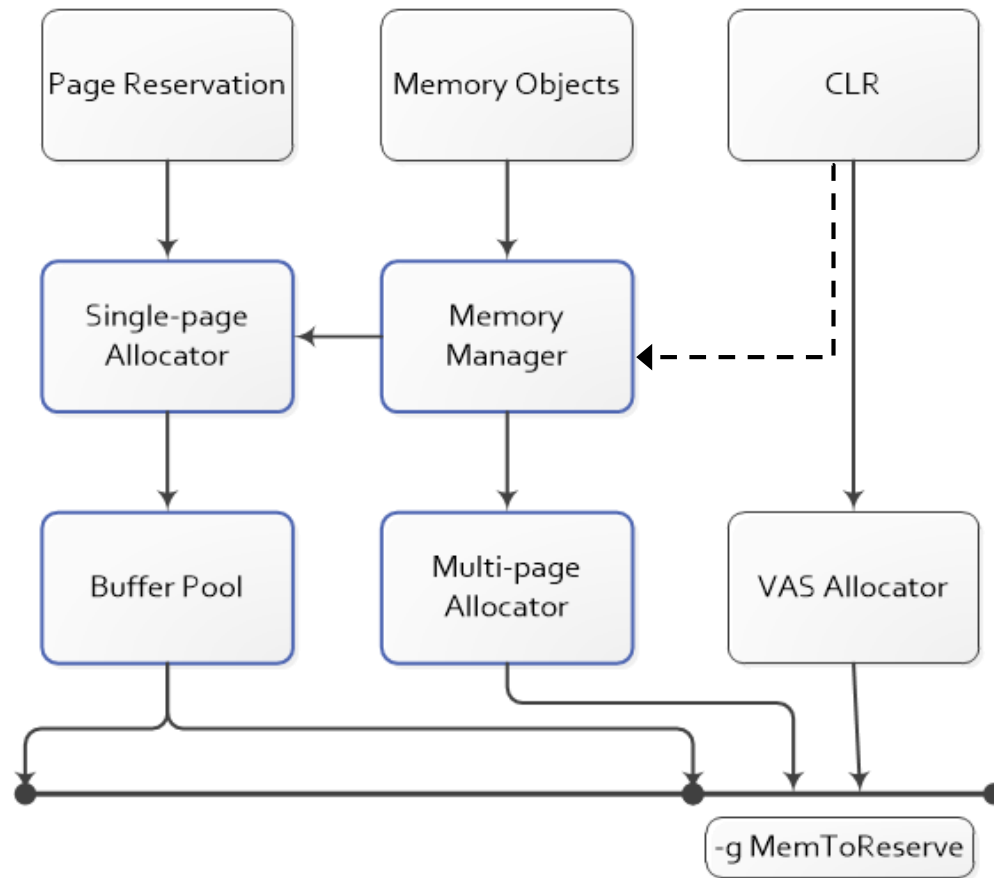 Page Reservation
Memory Objects
CLR
Single-page
Allocator
Memory
Manager
Buffer Pool
Multi-page
Allocator
VAS Allocator
-g MemToReserve